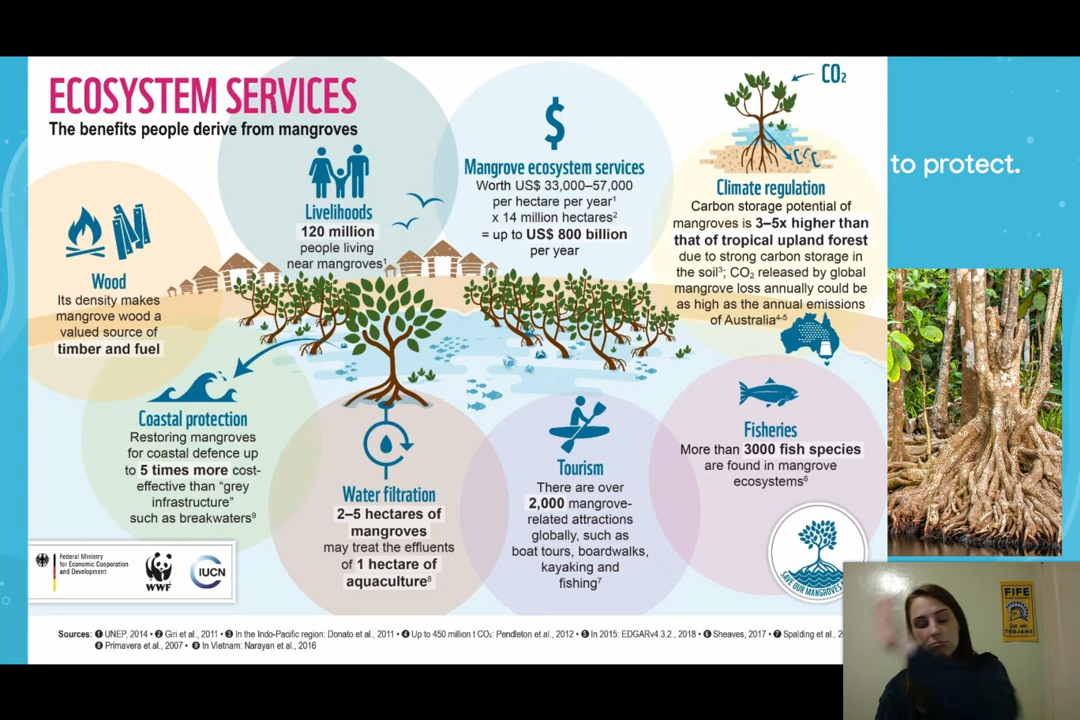 ECOSYSTEM SERVICES
The benefits people derive from mangroves
CO₂
to protect.
Livelihoods
120 million
people living
near mangroves¹
$
Mangrove ecosystem services
Worth US$ 33,000–57,000
per hectare per year¹
x 14 million hectares²
= up to US$ 800 billion
per year
Climate regulation
Carbon storage potential of
mangroves is 3–5x higher than
that of tropical upland forest
due to strong carbon storage in
the soil³; CO₂ released by global
mangrove loss annually could be
as high as the annual emissions
of Australia⁴⁻⁵
Wood
Its density makes
mangrove wood a
valued source of
timber and fuel
Coastal protection
Restoring mangroves
for coastal defence up
to 5 times more cost-
effective than “grey
infrastructure”
such as breakwaters⁹
Water filtration
2–5 hectares of
mangroves
may treat the effluents
of 1 hectare of
aquaculture⁸
Tourism
There are over
2,000 mangrove-
related attractions
globally, such as
boat tours, boardwalks,
kayaking and
fishing⁷
Fisheries
More than 3000 fish species
are found in mangrove
ecosystems⁶
Federal Ministry
for Economic Cooperation
and Development
WWF
IUCN
SAVE OUR MANGROVES
Sources: ❶ UNEP, 2014 • ❷ Giri et al., 2011 • ❸ In the Indo-Pacific region: Donato et al., 2011 • ❹ Up to 450 million t CO₂: Pendleton et al., 2012 • ❺ In 2015: EDGARv4.3.2, 2018 • ❻ Sheaves, 2017 • ❼ Spalding et al., 2
❽ Primavera et al., 2007 • ❾ In Vietnam: Narayan et al., 2016
FIFE
TROJANS